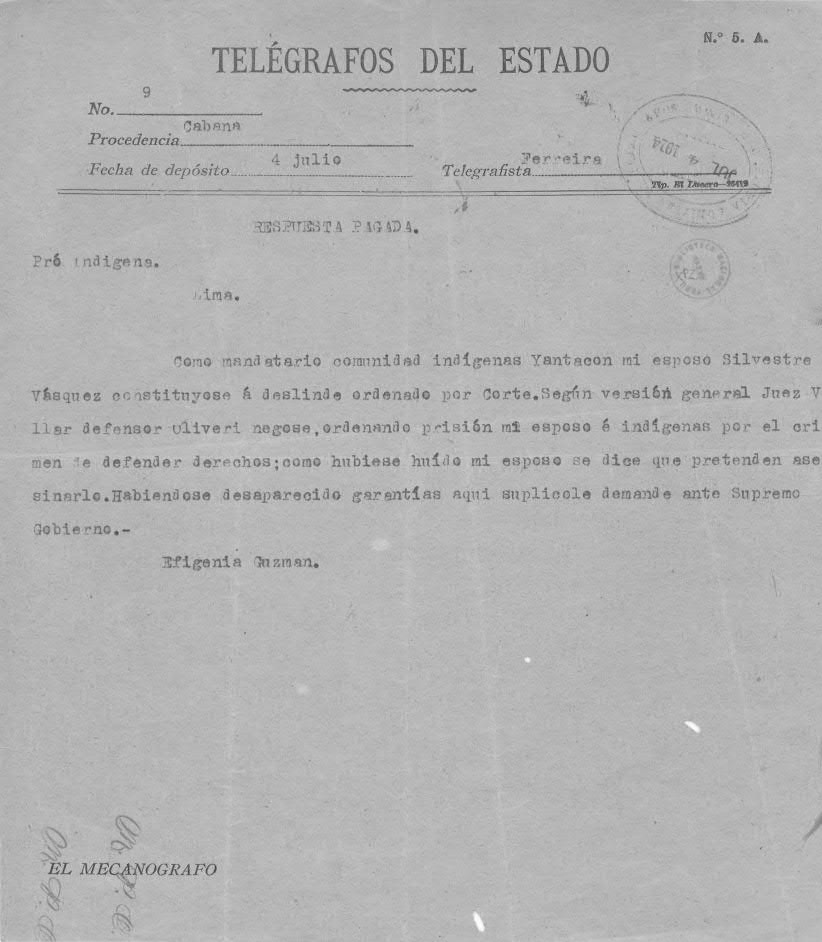 N.° 5. A.
TELÉGRAFOS DEL ESTADO
No. 9
Procedencia Cabana
Fecha de depósito 4 julio Telegrafista Ferreira
Tip. El Lucero
RESPUESTA PAGADA.
Pró indigena.
Lima.
Como mandatario comunidad indígenas Yantacon mi esposo Silvestre
Vásquez constituyose á deslinde ordenado por Corte.Según versión general Juez V
llar defensor Oliveri negose,ordenando prisión mi esposo é indígenas por el cri
men de defender derechos;como hubiese huído mi esposo se dice que pretenden ase
sinarlo.Habiendose desaparecido garantías aqui suplicole demande ante Supremo
Gobierno.-
Efigenia Guzman.
EL MECANOGRAFO